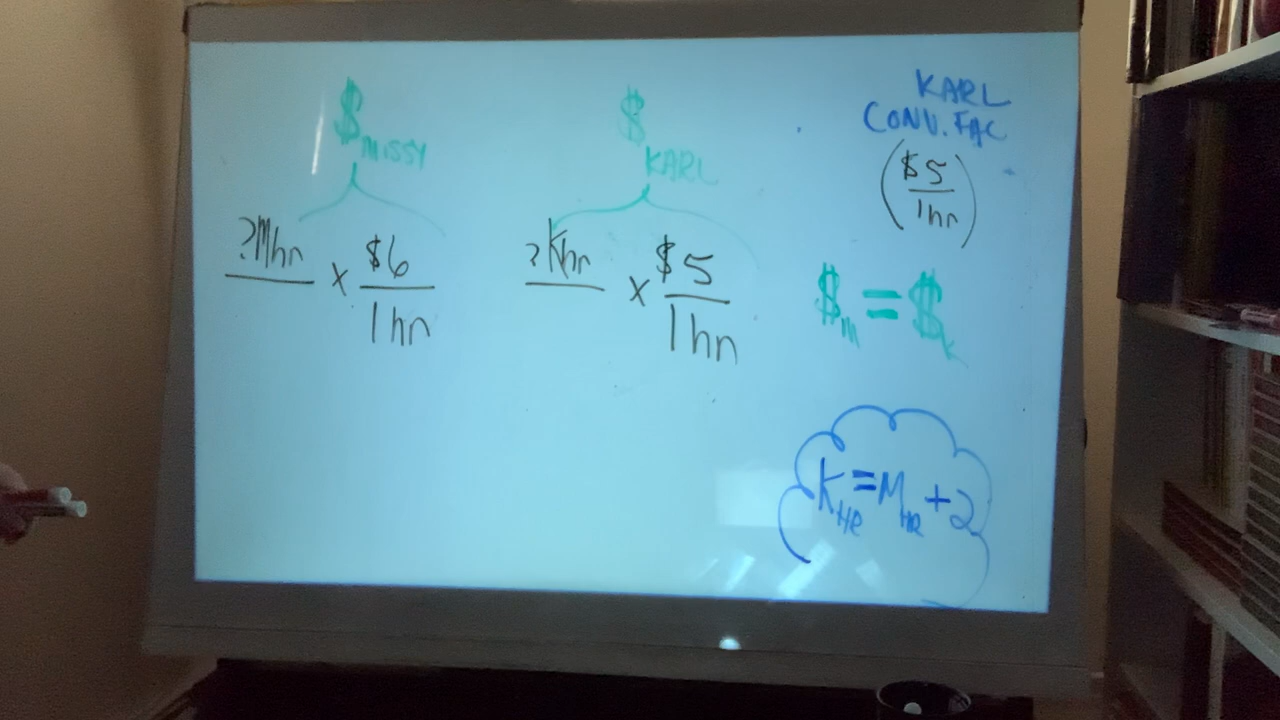 $MISSY
?Mhr × $6
1hr
$KARL
?Khr × $5
1hr
KARL
CONV. FAC
($5
1hr)
$M = $K
KHR = MHR + 2